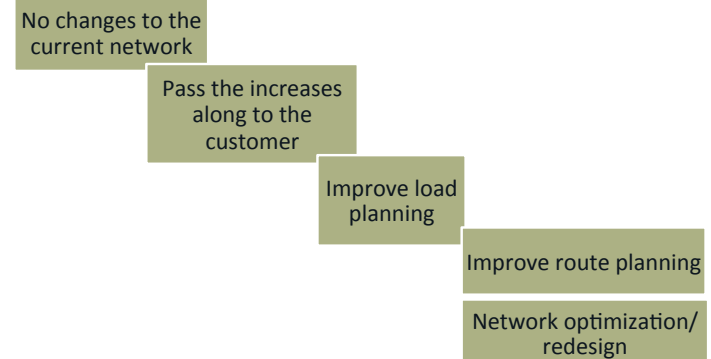 No changes to the
current network
Pass the increases
along to the
customer
Improve load
planning
Improve route planning
Network optimization/
redesign